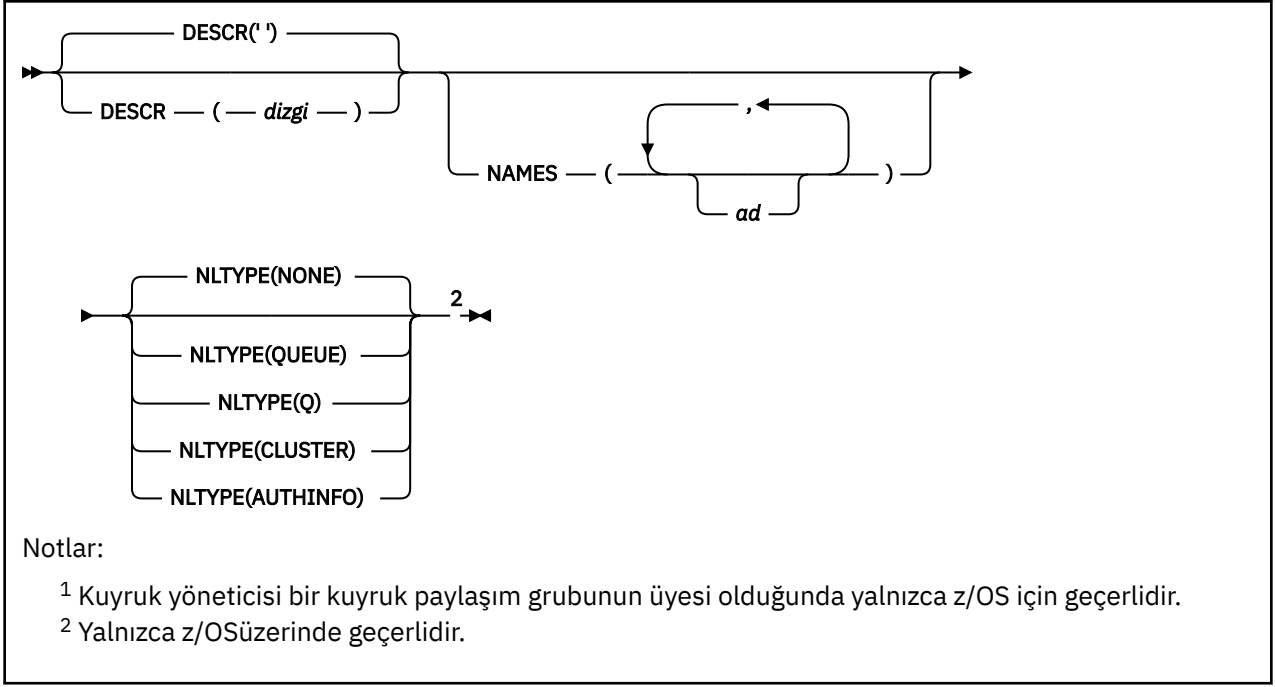 DESCR(' ')
DESCR ( dizgi )
,
NAMES ( )
ad
NLTYPE(NONE)
2
NLTYPE(QUEUE)
NLTYPE(Q)
NLTYPE(CLUSTER)
NLTYPE(AUTHINFO)
Notlar:
1 Kuyruk yöneticisi bir kuyruk paylaşım grubunun üyesi olduğunda yalnızca z/OS için geçerlidir.
2 Yalnızca z/OSüzerinde geçerlidir.